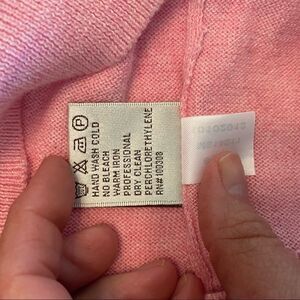 HAND WASH COLD
NO BLEACH
WARM IRON
PROFESSIONAL
DRY CLEAN
PERCHLORETHYLENE
RN#100308
P